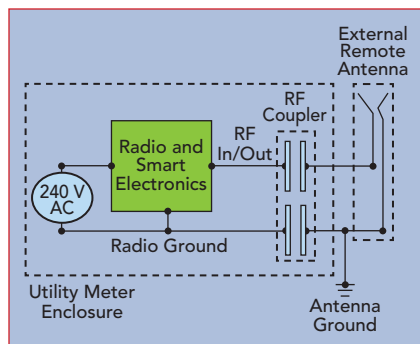 External
Remote
Antenna
RF
Coupler
RF
In/Out
Radio and
Smart
Electronics
240 V
AC
Radio Ground
Utility Meter
Enclosure
Antenna
Ground